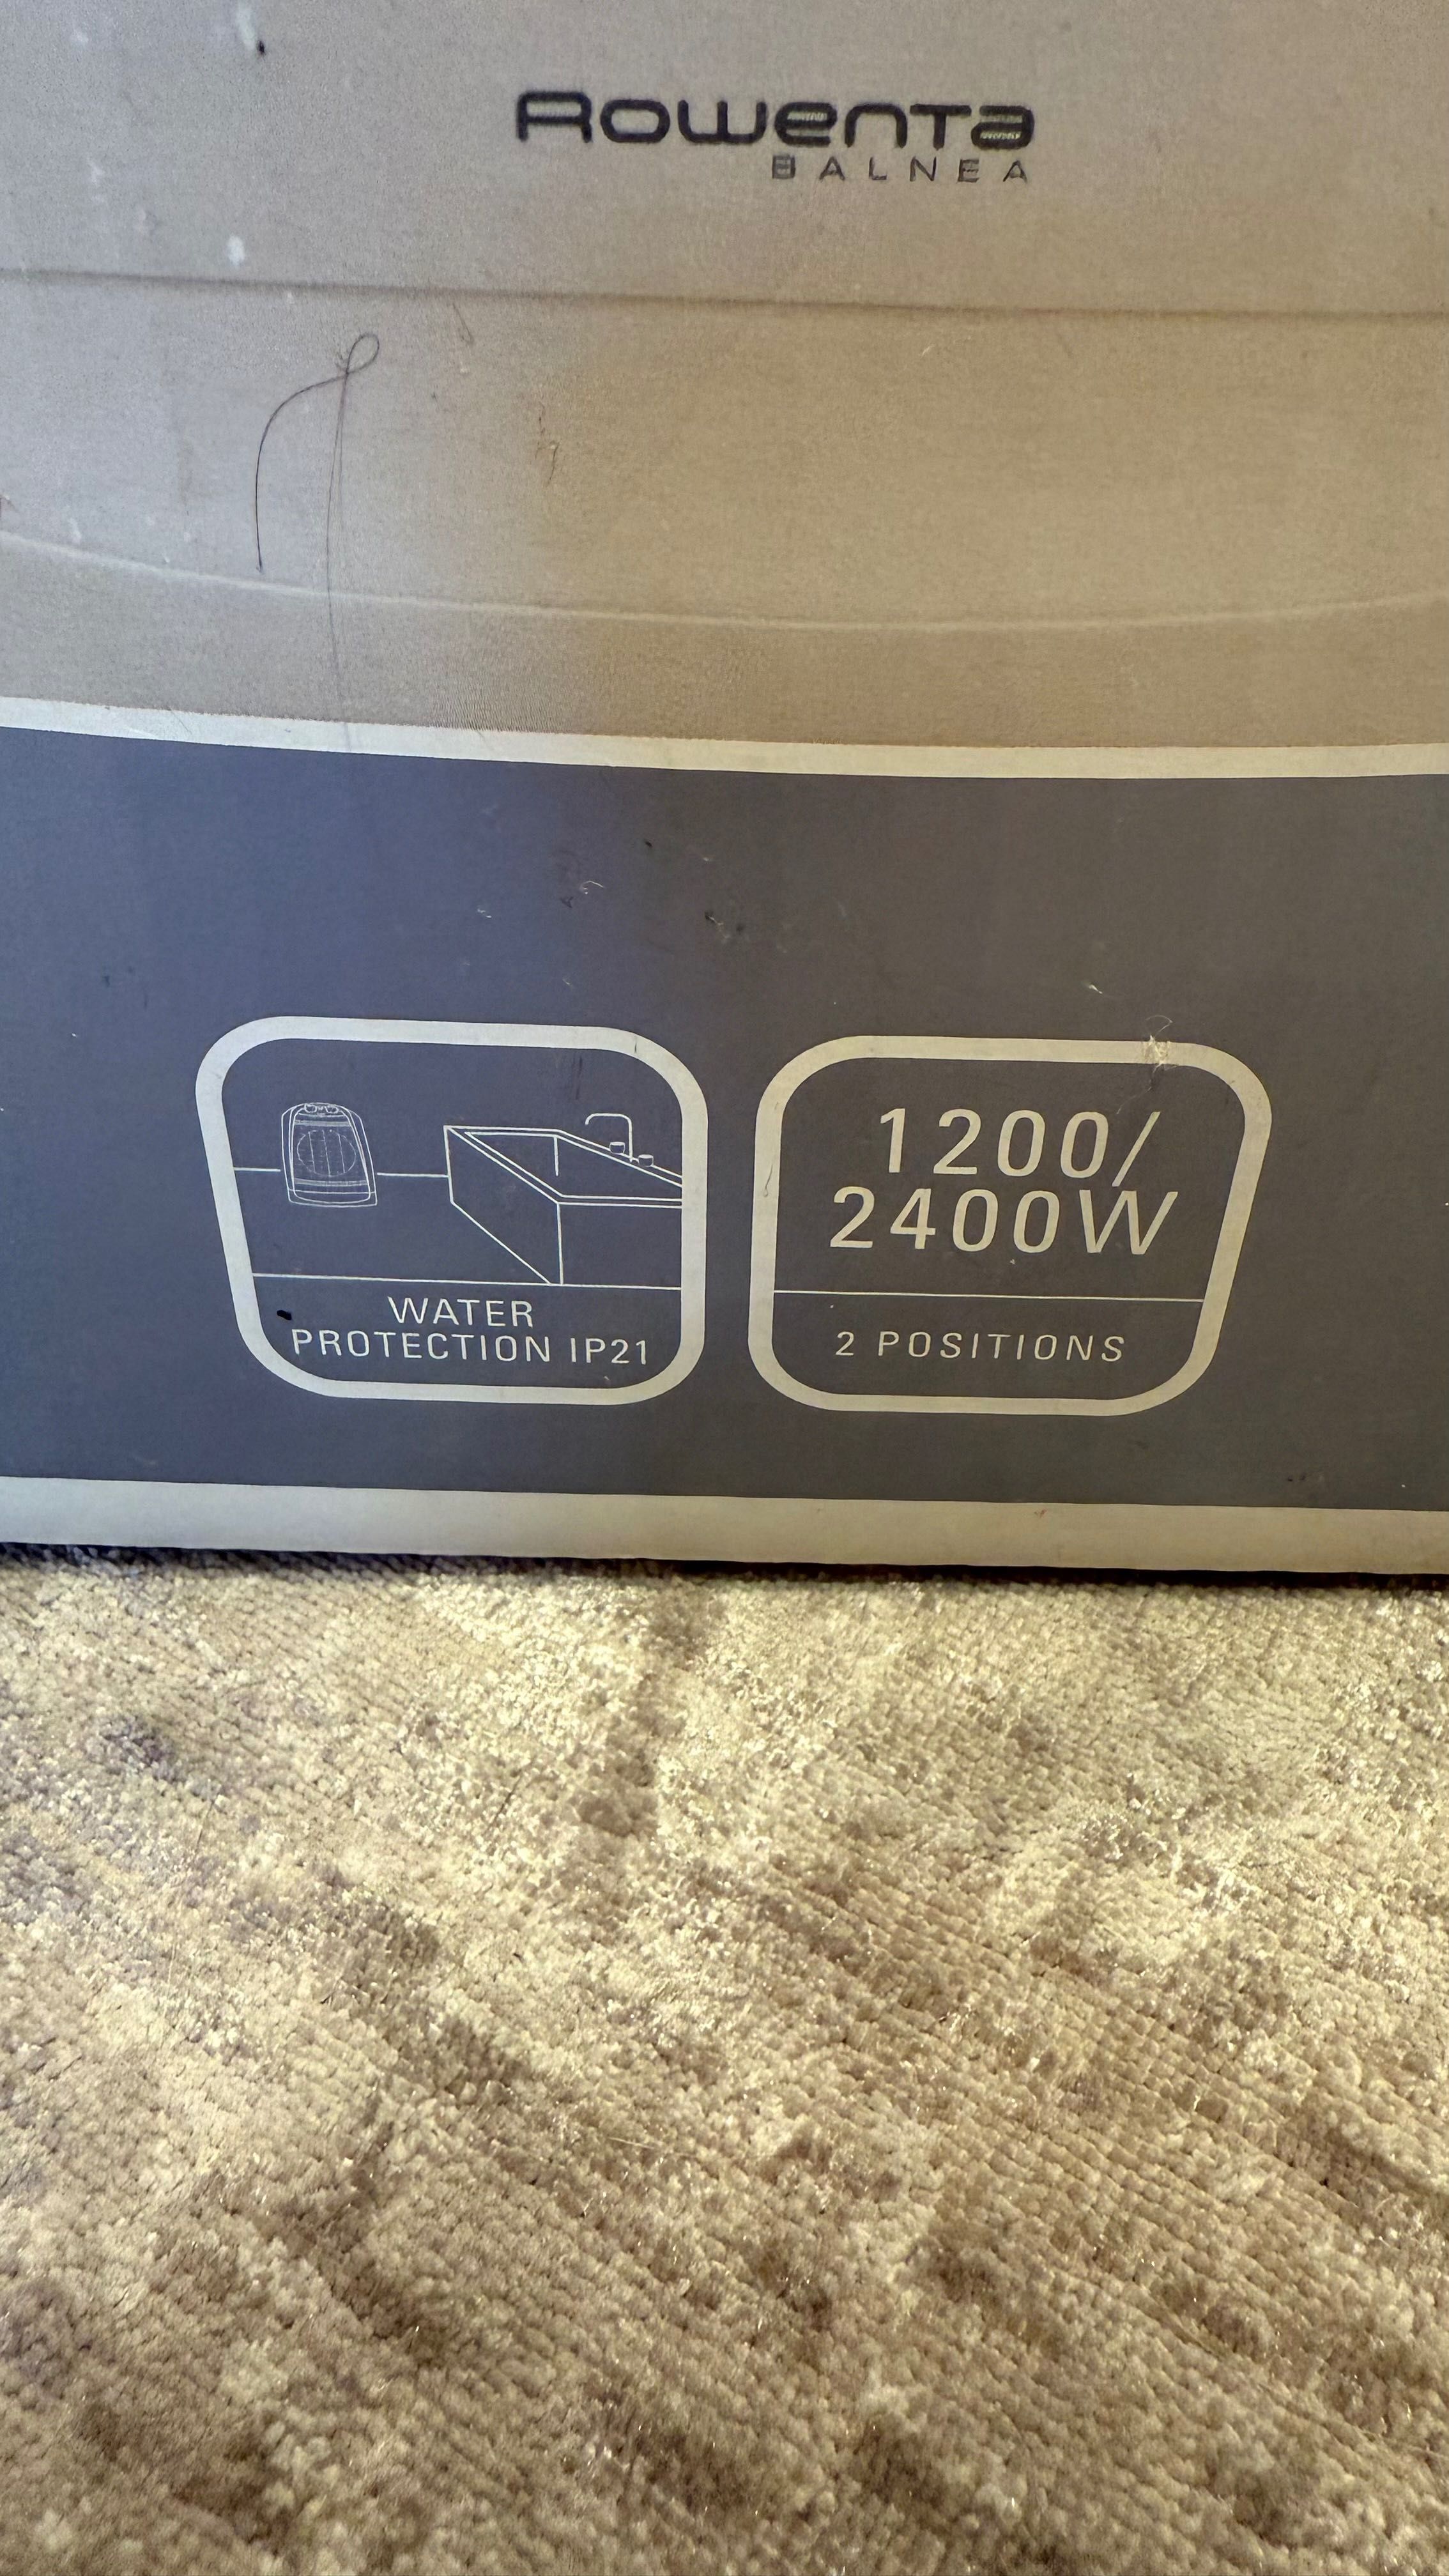 Rowenta
BALNEA
WATER
PROTECTION IP21
1200/
2400W
2 POSITIONS